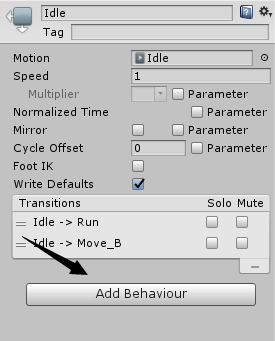 Idle
Tag
Motion Idle
Speed 1
Multiplier Parameter
Normalized Time Parameter
Mirror Parameter
Cycle Offset 0 Parameter
Foot IK
Write Defaults
Transitions Solo Mute
Idle -> Run
Idle -> Move_B
Add Behaviour